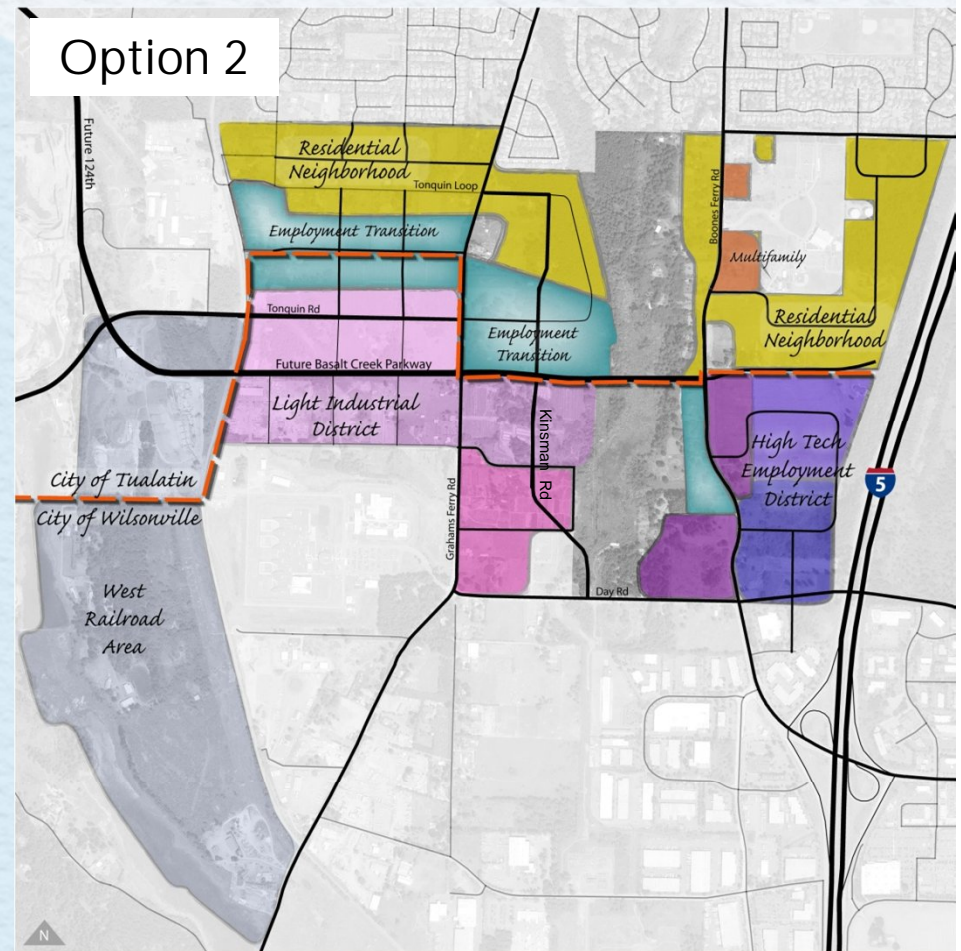 Option 2
Future 124th
Residential
Neighborhood
Tonquin Loop
Boones Ferry Rd
Employment Transition
Multifamily
Tonquin Rd
Employment
Transition
Residential
Neighborhood
Future Basalt Creek Parkway
Light Industrial
District
Kinsman Rd
High Tech
Employment
District
5
City of Tualatin
City of Wilsonville
Grahams Ferry Rd
West
Railroad
Area
Day Rd
N